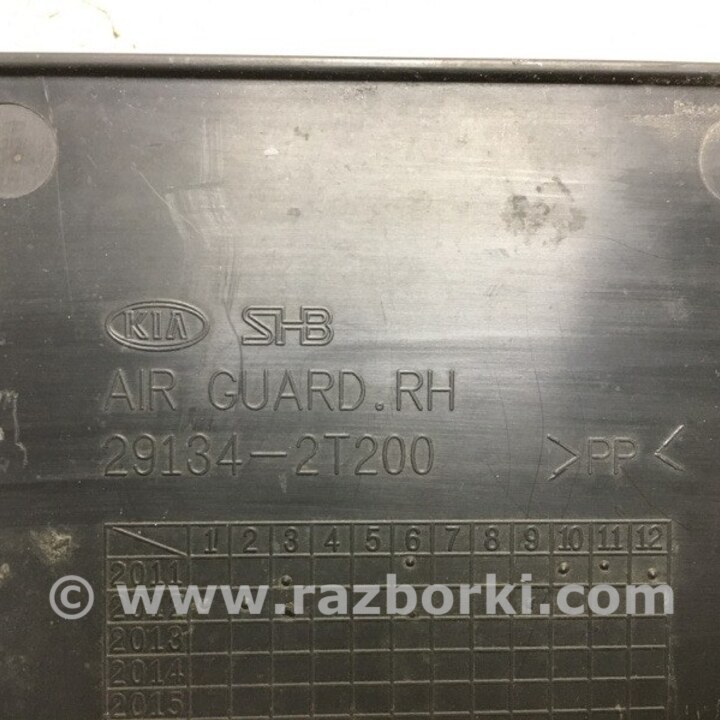 KIA SHB
AIR GUARD.RH
29134-2T200 >PP<
1 2 3 4 5 6 7 8 9 10 11 12
2011
© www.razborki.com
2012
2013
2014
2015